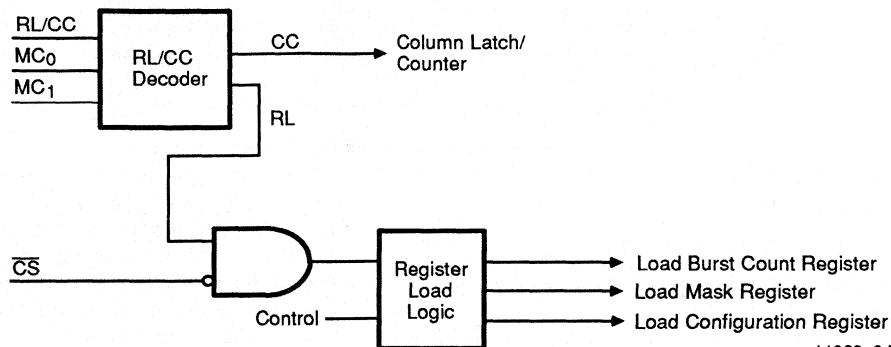 RL/CC
MC0
MC1
RL/CC
Decoder
CC
Column Latch/
Counter
RL
C̅S̅
Control
Register
Load
Logic
Load Burst Count Register
Load Mask Register
Load Configuration Register